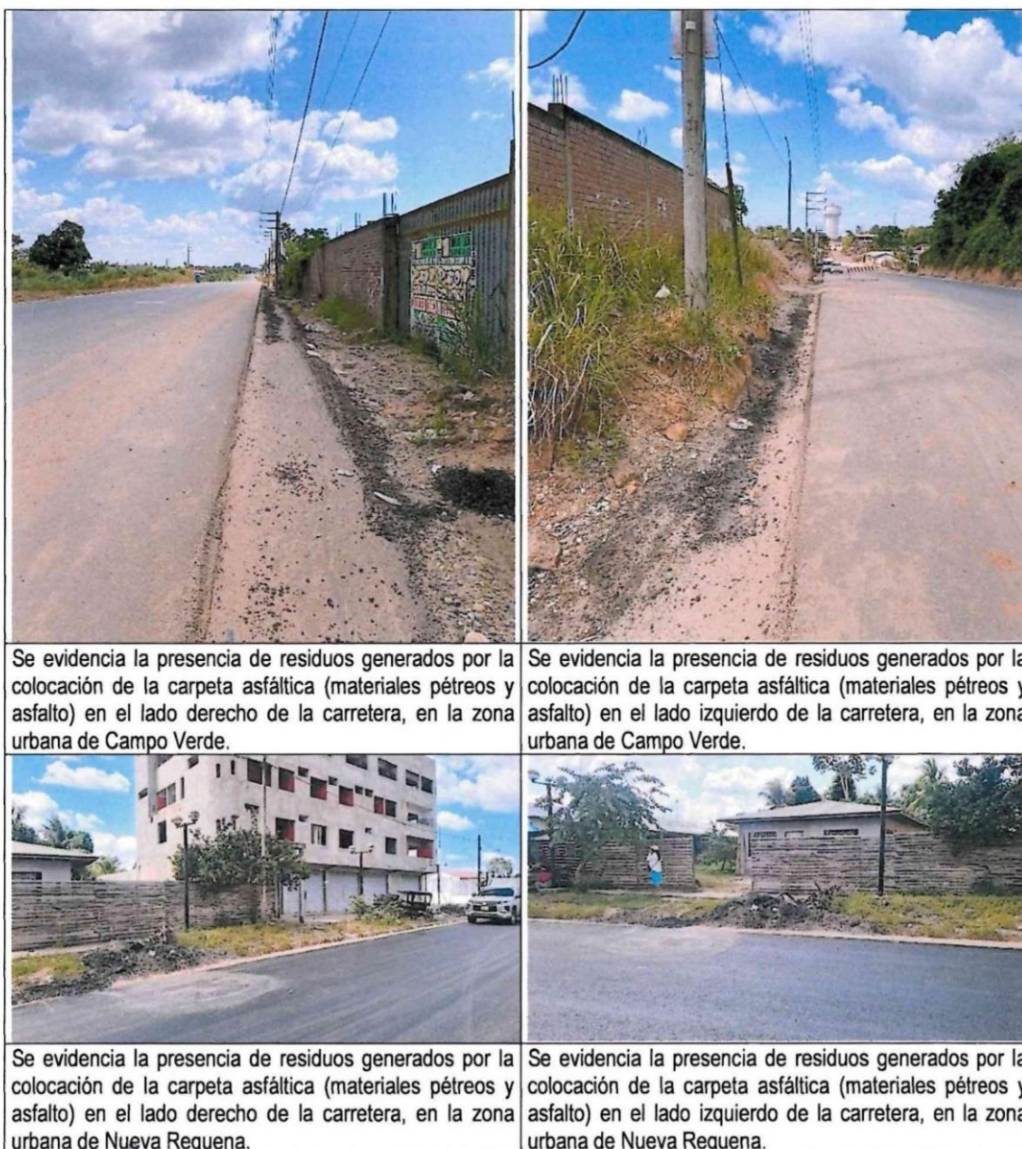 Se evidencia la presencia de residuos generados por la
colocación de la carpeta asfáltica (materiales pétreos y
asfalto) en el lado derecho de la carretera, en la zona
urbana de Campo Verde.
Se evidencia la presencia de residuos generados por la
colocación de la carpeta asfáltica (materiales pétreos y
asfalto) en el lado izquierdo de la carretera, en la zona
urbana de Campo Verde.
Se evidencia la presencia de residuos generados por la
colocación de la carpeta asfáltica (materiales pétreos y
asfalto) en el lado derecho de la carretera, en la zona
urbana de Nueva Requena.
Se evidencia la presencia de residuos generados por la
colocación de la carpeta asfáltica (materiales pétreos y
asfalto) en el lado izquierdo de la carretera, en la zona
urbana de Nueva Requena.